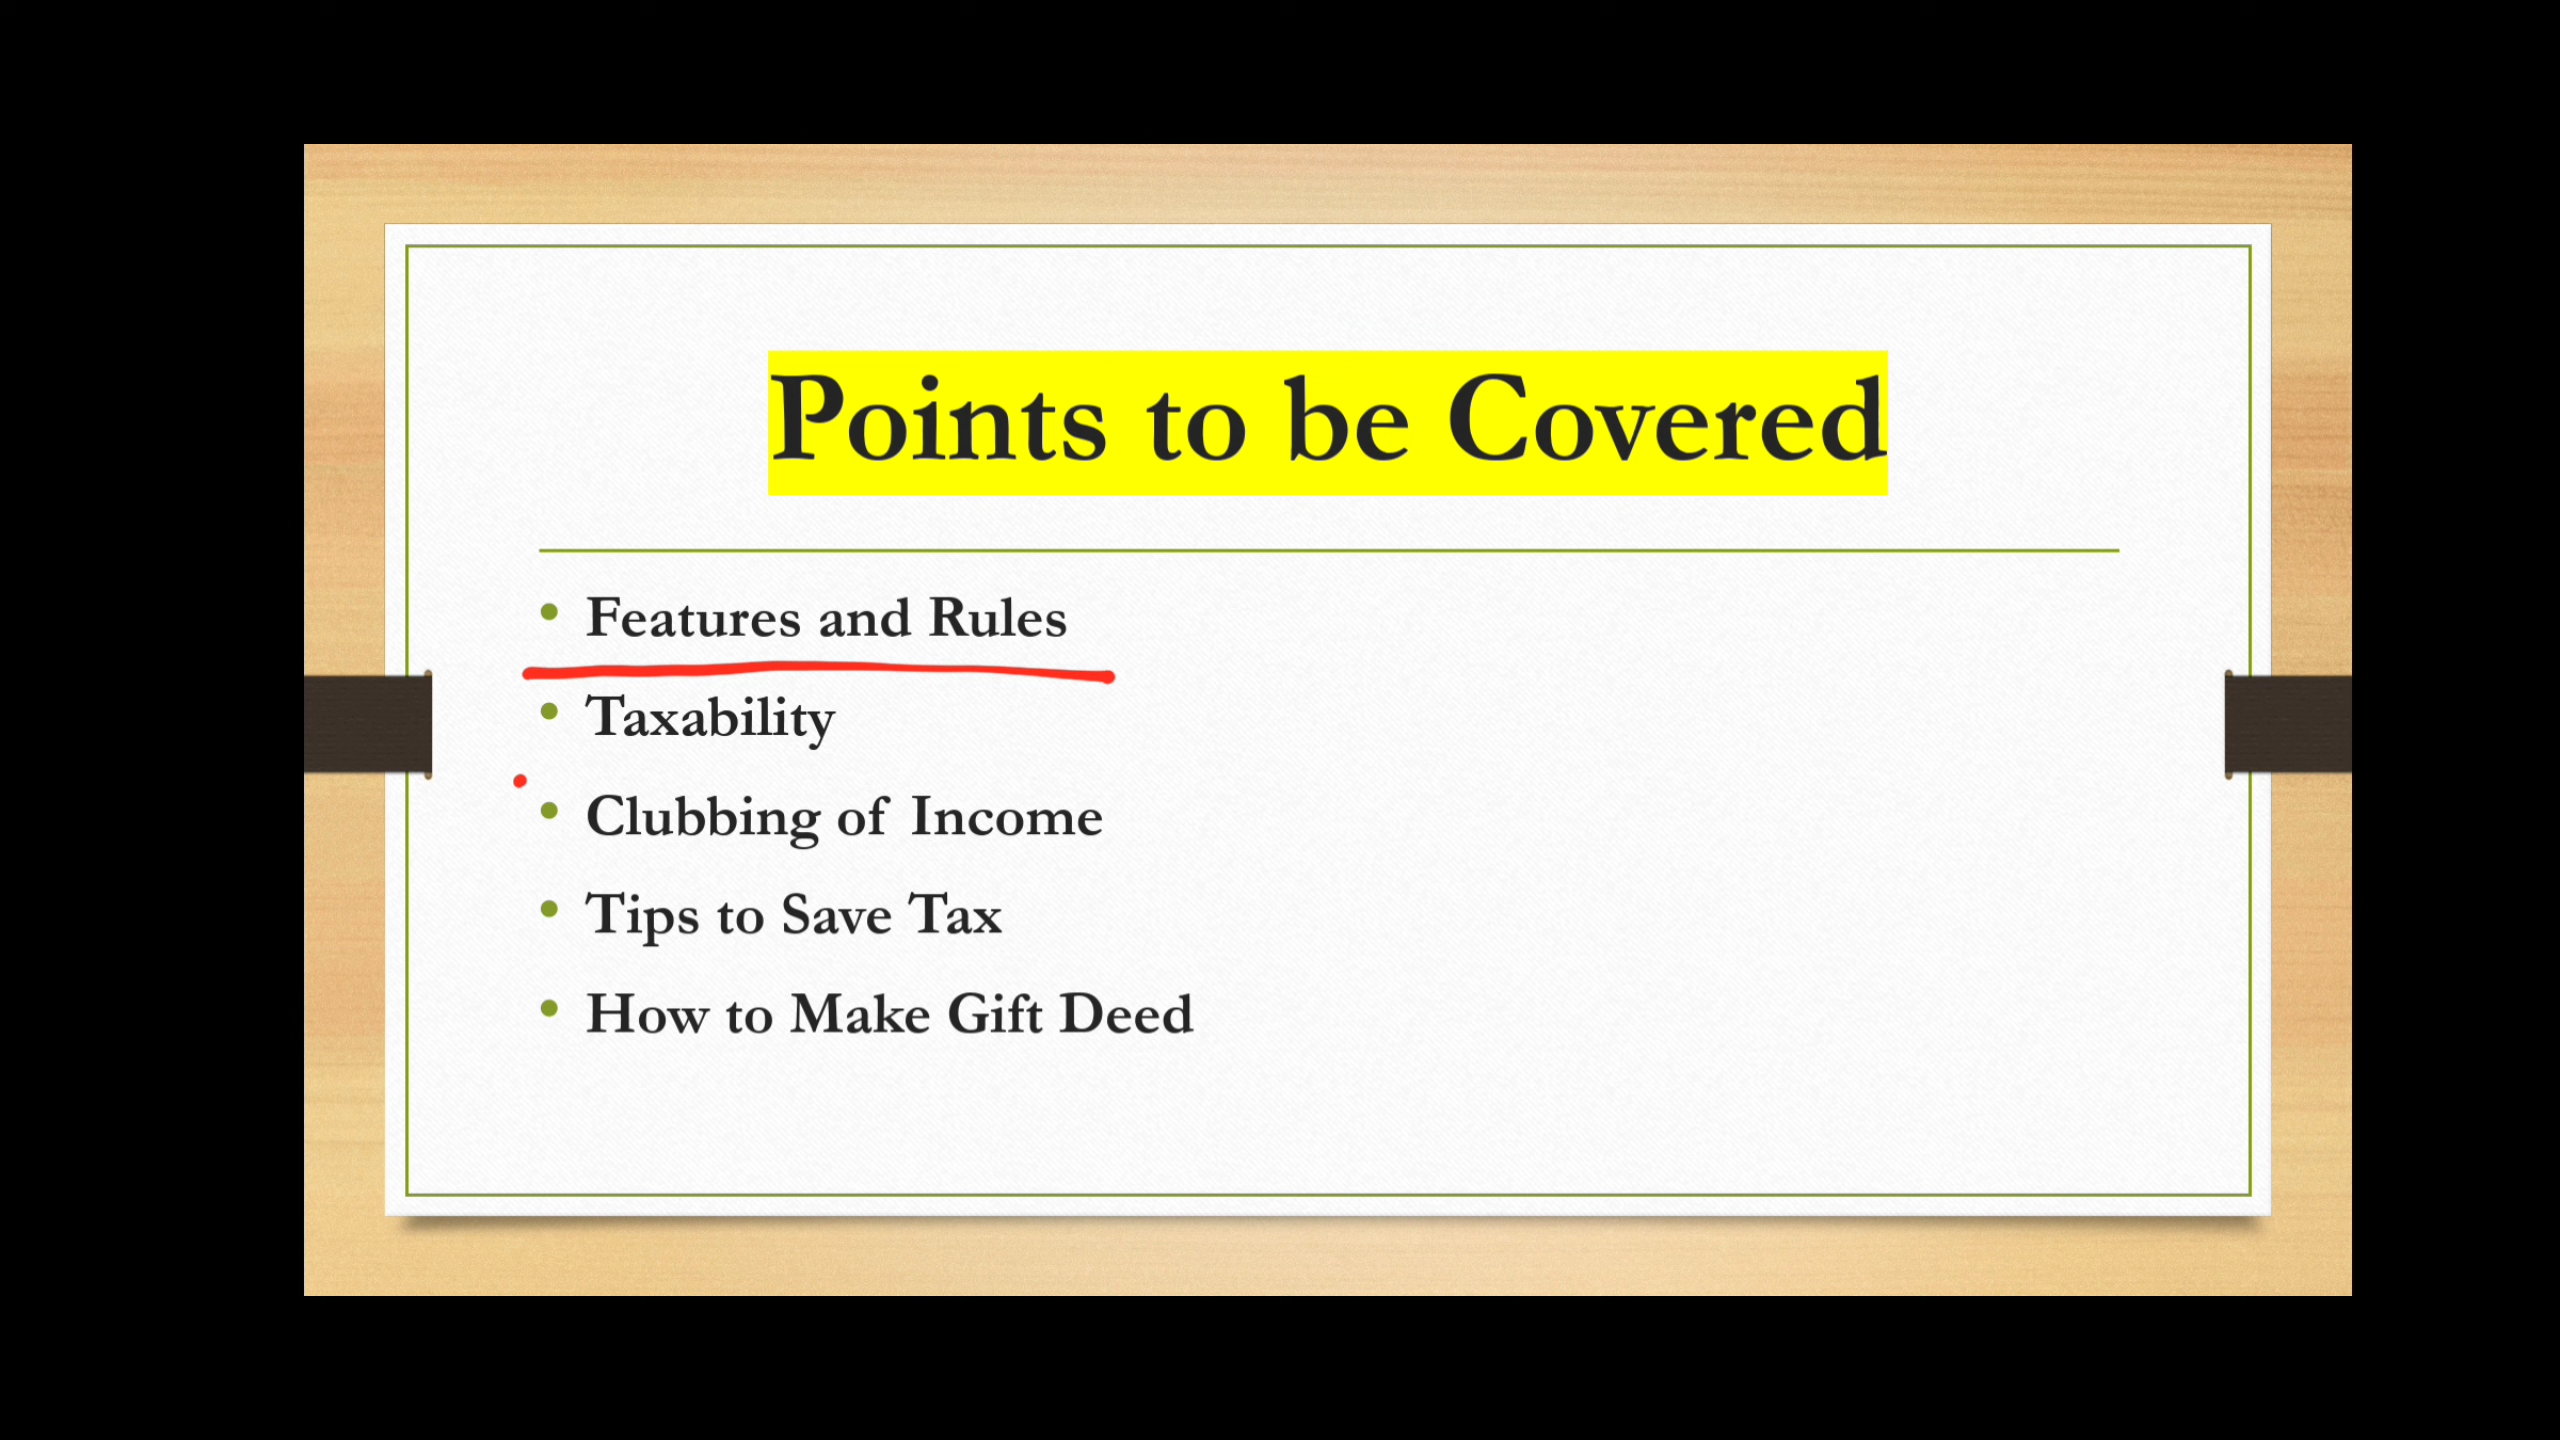 Points to be Covered
Features and Rules
Taxability
Clubbing of Income
Tips to Save Tax
How to Make Gift Deed